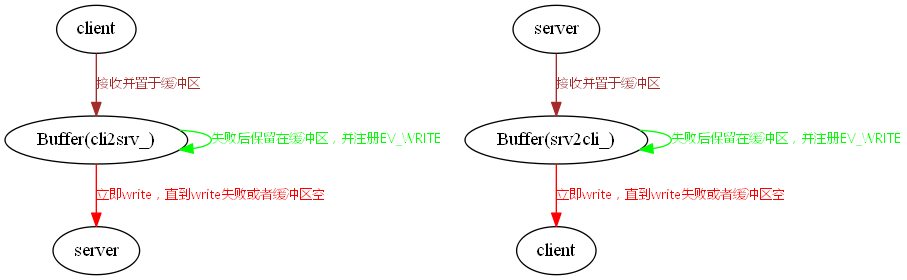 client
接收并置于缓冲区
Buffer(cli2srv_)
失败后保留在缓冲区，并注册EV_WRITE
立即write，直到write失败或者缓冲区空
server
server
接收并置于缓冲区
Buffer(srv2cli_)
失败后保留在缓冲区，并注册EV_WRITE
立即write，直到write失败或者缓冲区空
client